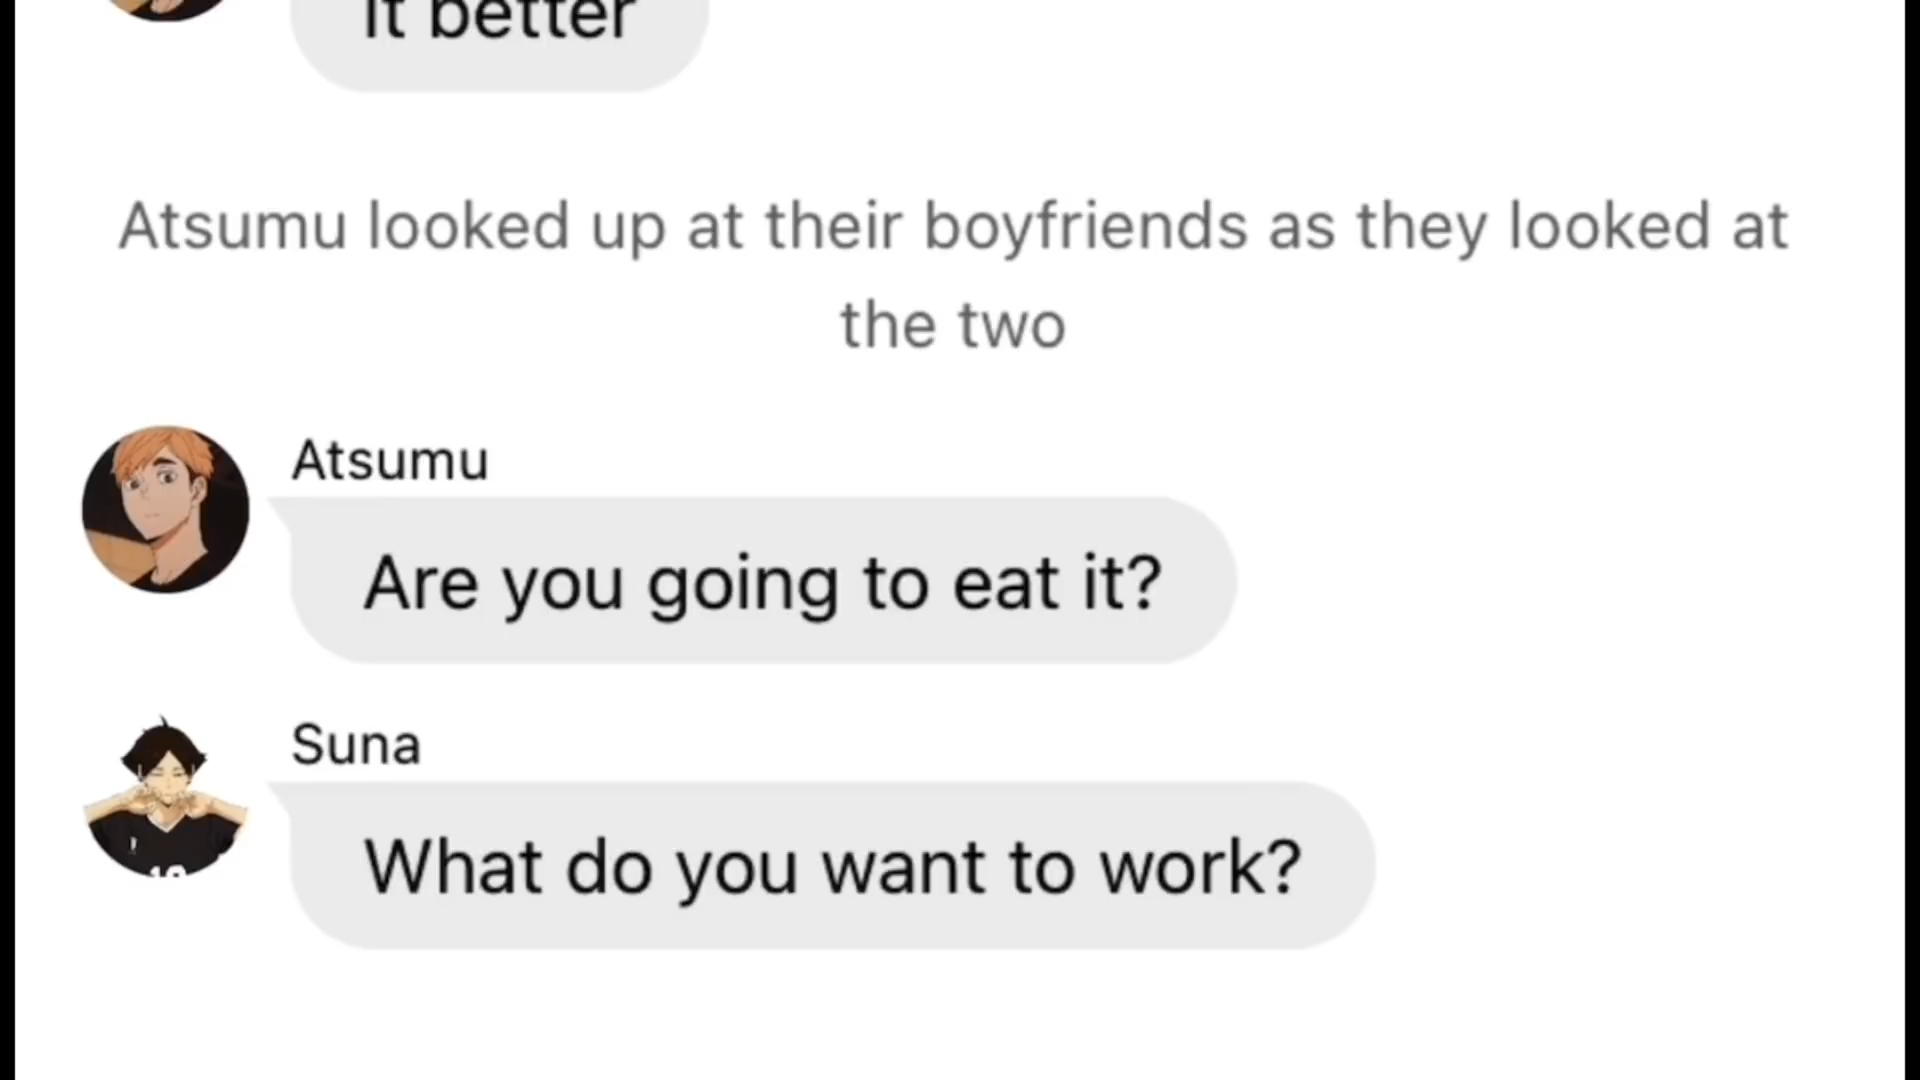 it better
Atsumu looked up at their boyfriends as they looked at
the two
Atsumu
Are you going to eat it?
Suna
What do you want to work?